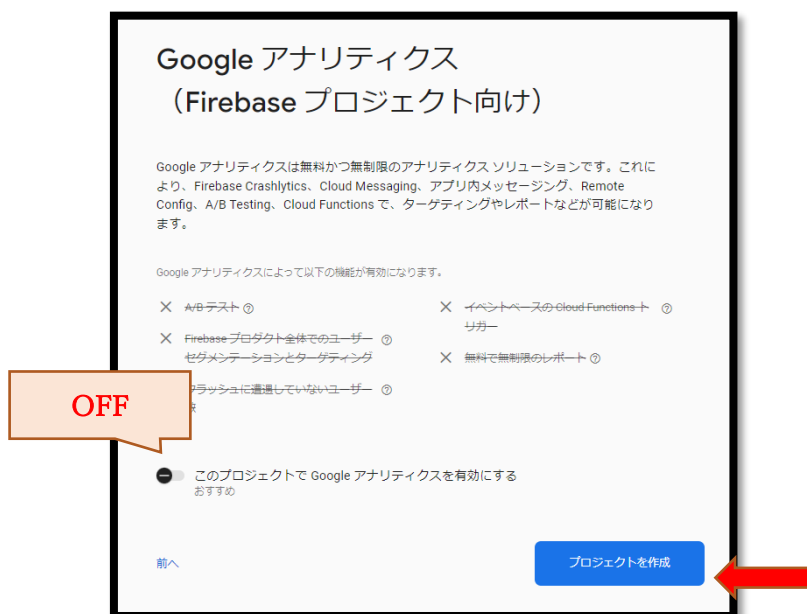 Google アナリティクス
（Firebase プロジェクト向け）
Google アナリティクスは無料かつ無制限のアナリティクス ソリューションです。これに
より、Firebase Crashlytics、Cloud Messaging、アプリ内メッセージング、Remote
Config、A/B Testing、Cloud Functions で、ターゲティングやレポートなどが可能になり
ます。
Google アナリティクスによって以下の機能が有効になります。
A/B テスト
Firebase プロダクト全体でのユーザー
セグメンテーションとターゲティング
クラッシュに遭遇していないユーザー
イベントベースの Cloud Functions ト
リガー
無料で無制限のレポート
OFF
このプロジェクトで Google アナリティクスを有効にする
おすすめ
前へ
プロジェクトを作成